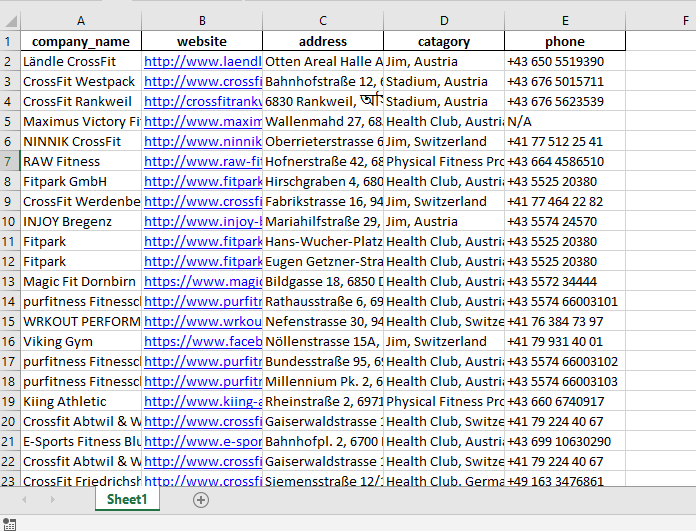 A B C D E F
1 company_name website address catagory phone
2 Ländle CrossFit http://www.laendl Otten Areal Halle A Jim, Austria +43 650 5519390
3 CrossFit Westpack http://www.crossfi Bahnhofstraße 12, 6 Stadium, Austria +43 676 5015711
4 CrossFit Rankweil http://crossfitrankw 6830 Rankweil, অস্ Stadium, Austria +43 676 5623539
5 Maximus Victory Fi http://www.maxim Wallenmahd 27, 68 Health Club, Austria N/A
6 NINNIK CrossFit http://www.ninnik Oberrieterstrasse 6 Jim, Switzerland +41 77 512 25 41
7 RAW Fitness http://www.raw-fit Hofnerstraße 42, 68 Physical Fitness Pro +43 664 4586510
8 Fitpark GmbH http://www.fitpark Hirschgraben 4, 680 Health Club, Austria +43 5525 20380
9 CrossFit Werdenbe http://www.crossfi Fabrikstrasse 16, 94 Jim, Switzerland +41 77 464 22 82
10 INJOY Bregenz http://www.injoy-b Mariahilfstraße 29, Jim, Austria +43 5574 24570
11 Fitpark http://www.fitpark Hans-Wucher-Platz Health Club, Austria +43 5525 20380
12 Fitpark http://www.fitpark Eugen Getzner-Stra Health Club, Austria +43 5525 20380
13 Magic Fit Dornbirn https://www.magic Bildgasse 18, 6850 D Health Club, Austria +43 5572 34444
14 purfitness Fitnesscl http://www.purfitn Rathausstraße 6, 69 Health Club, Austria +43 5574 66003101
15 WRKOUT PERFORM http://www.wrkou Nefenstrasse 30, 94 Health Club, Switze +41 76 384 73 97
16 Viking Gym https://www.faceb Nöllenstrasse 15A, Jim, Switzerland +41 79 931 40 01
17 purfitness Fitnesscl http://www.purfitn Bundesstraße 95, 69 Health Club, Austria +43 5574 66003102
18 purfitness Fitnesscl http://www.purfitn Millennium Pk. 2, 6 Health Club, Austria +43 5574 66003103
19 Kiing Athletic http://www.kiing-a Rheinstraße 2, 6971 Physical Fitness Pro +43 660 6740917
20 Crossfit Abtwil & W http://www.crossfi Gaiserwaldstrasse 1 Health Club, Switze +41 79 224 40 67
21 E-Sports Fitness Blu http://www.e-spor Bahnhofpl. 2, 6700 Health Club, Austria +43 699 10630290
22 Crossfit Abtwil & W http://www.crossfi Gaiserwaldstrasse Health Club, Switze +41 79 224 40 67
23 CrossFit Friedrichsh http://www.crossfi Siemensstraße 12/ Health Club, Germa +49 163 3476861
Sheet1